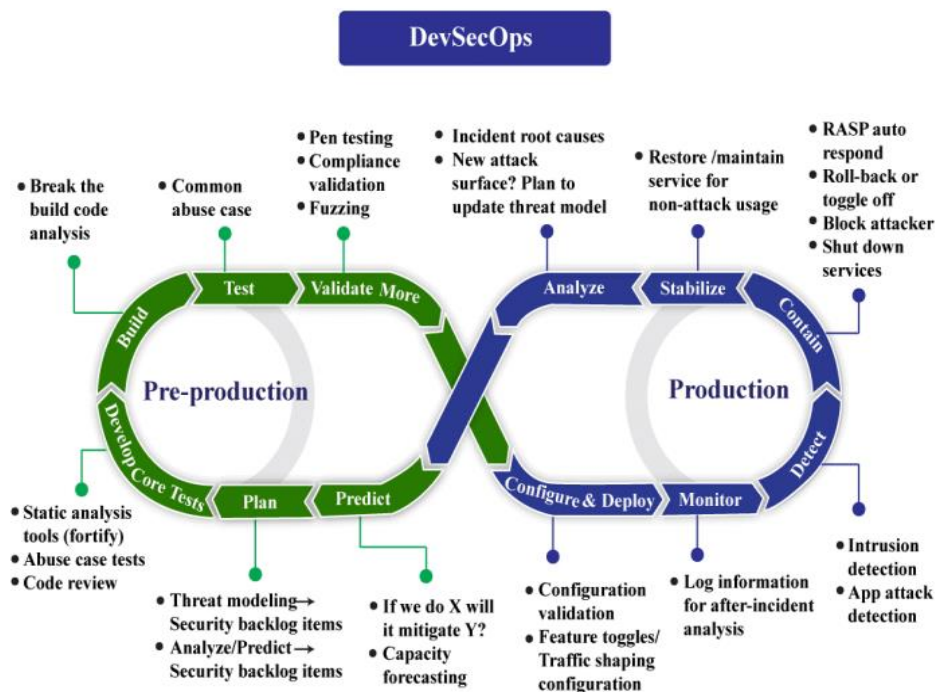 DevSecOps
• Break the
build code
analysis
• Common
abuse case
• Pen testing
• Compliance
validation
• Fuzzing
• Incident root causes
• New attack
surface? Plan to
update threat model
• Restore /maintain
service for
non-attack usage
• RASP auto
respond
• Roll-back or
toggle off
• Block attacker
• Shut down
services
Build
Test
Validate More
Analyze
Stabilize
Contain
Pre-production
Production
Develop Core Tests
Plan
Predict
Configure & Deploy
Monitor
Detect
• Static analysis
tools (fortify)
• Abuse case tests
• Code review
• Threat modeling→
Security backlog items
• Analyze/Predict→
Security backlog items
• If we do X will
it mitigate Y?
• Capacity
forecasting
• Configuration
validation
• Feature toggles/
Traffic shaping
configuration
• Log information
for after-incident
analysis
• Intrusion
detection
• App attack
detection